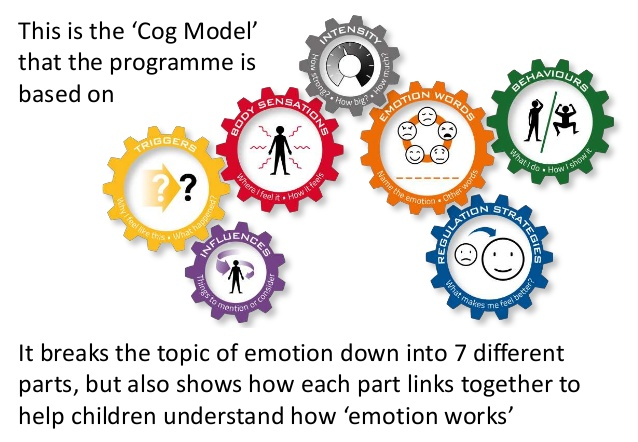 This is the ‘Cog Model’
that the programme is
based on
INTENSITY
How strong? • How big? • How much?
BODY SENSATIONS
Where I feel it • How it feels
EMOTION WORDS
Name the emotion • Other words
BEHAVIOURS
What I do • How I show it
TRIGGERS
? ?
Why I feel like this • What happened?
INFLUENCES
Things to mention or consider
REGULATION STRATEGIES
What makes me feel better?
It breaks the topic of emotion down into 7 different
parts, but also shows how each part links together to
help children understand how ‘emotion works’